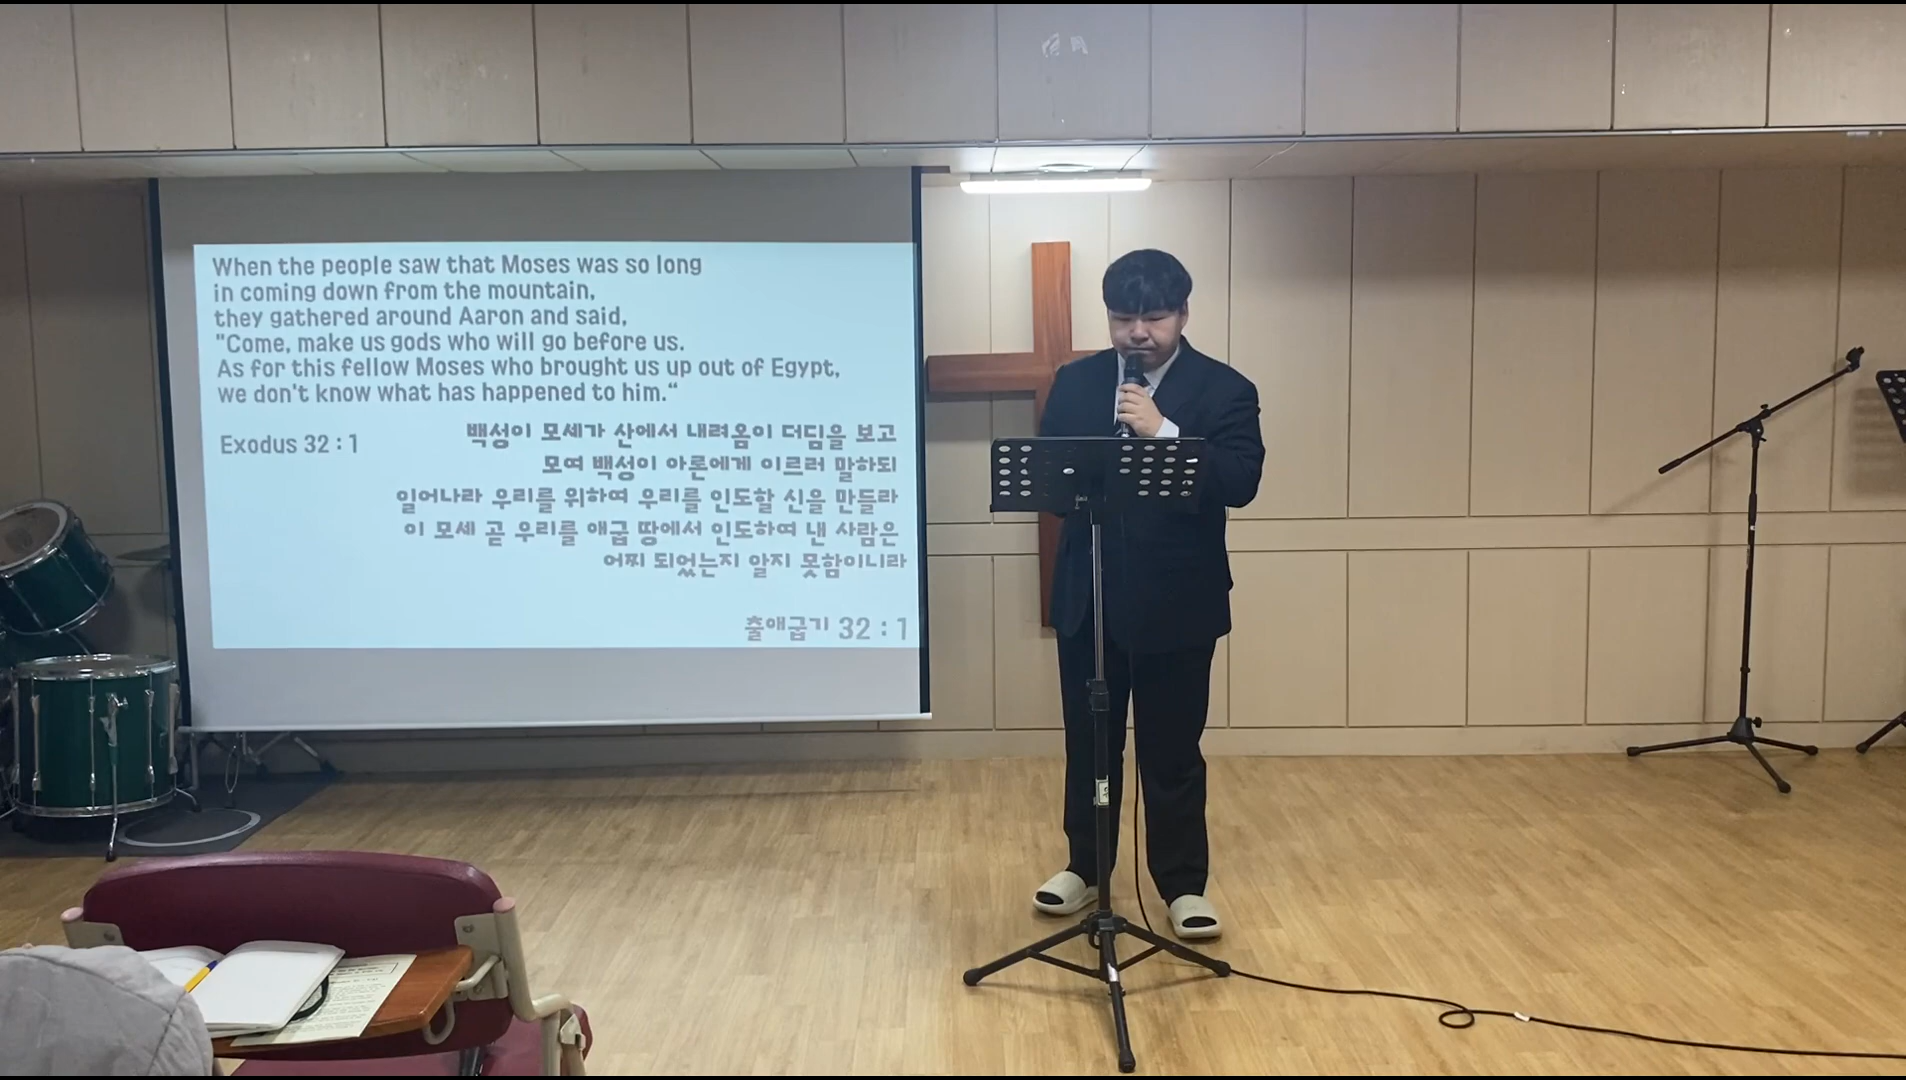 When the people saw that Moses was so long
in coming down from the mountain,
they gathered around Aaron and said,
"Come, make us gods who will go before us.
As for this fellow Moses who brought us up out of Egypt,
we don't know what has happened to him."
Exodus 32 : 1
백성이 모세가 산에서 내려옴이 더딤을 보고
모여 백성이 아론에게 이르러 말하되
일어나라 우리를 위하여 우리를 인도할 신을 만들라
이 모세 곧 우리를 애굽 땅에서 인도하여 낸 사람은
어찌 되었는지 알지 못함이니라
출애굽기 32 : 1